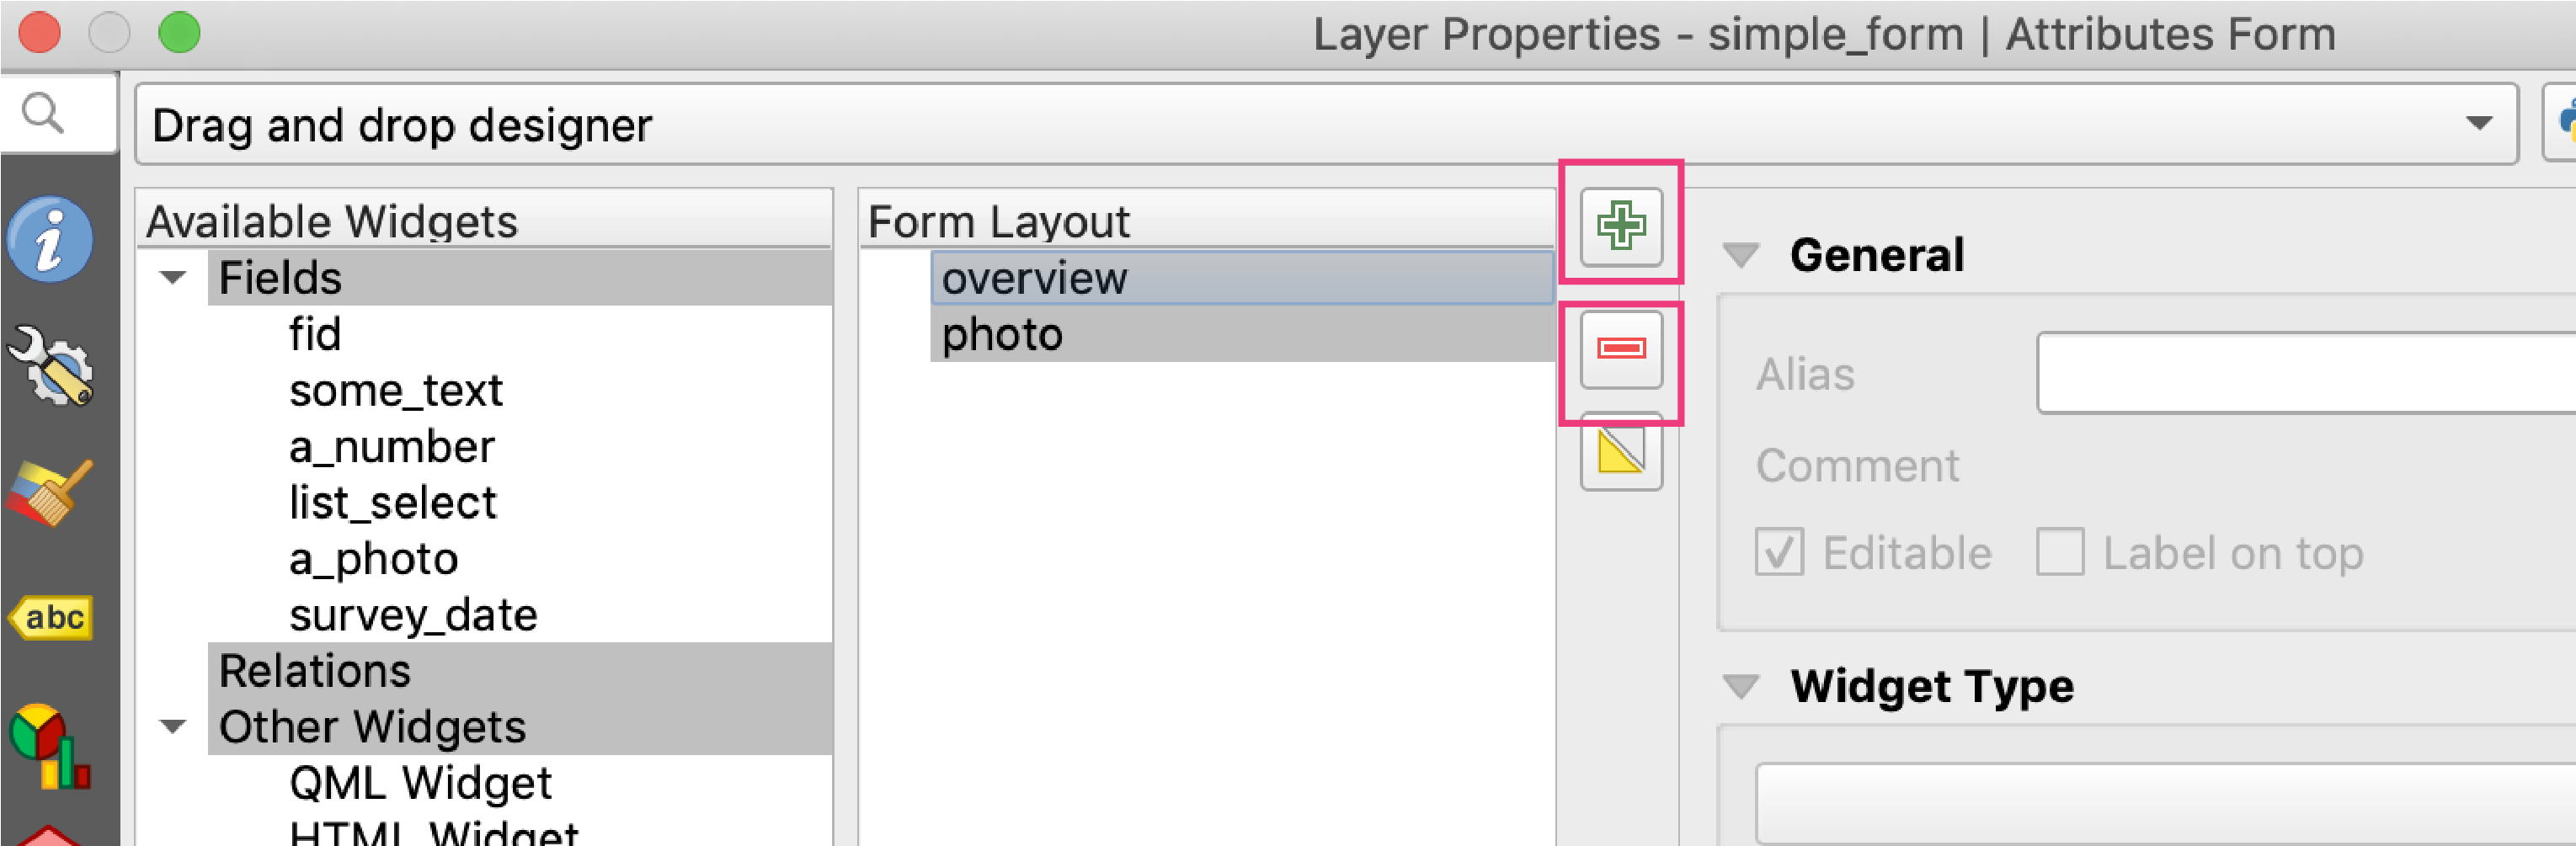 Layer Properties - simple_form | Attributes Form
Drag and drop designer
Available Widgets
Fields
fid
some_text
a_number
list_select
a_photo
survey_date
Relations
Other Widgets
QML Widget
HTML Widget
Form Layout
overview
photo
General
Alias
Comment
Editable
Label on top
Widget Type
abc